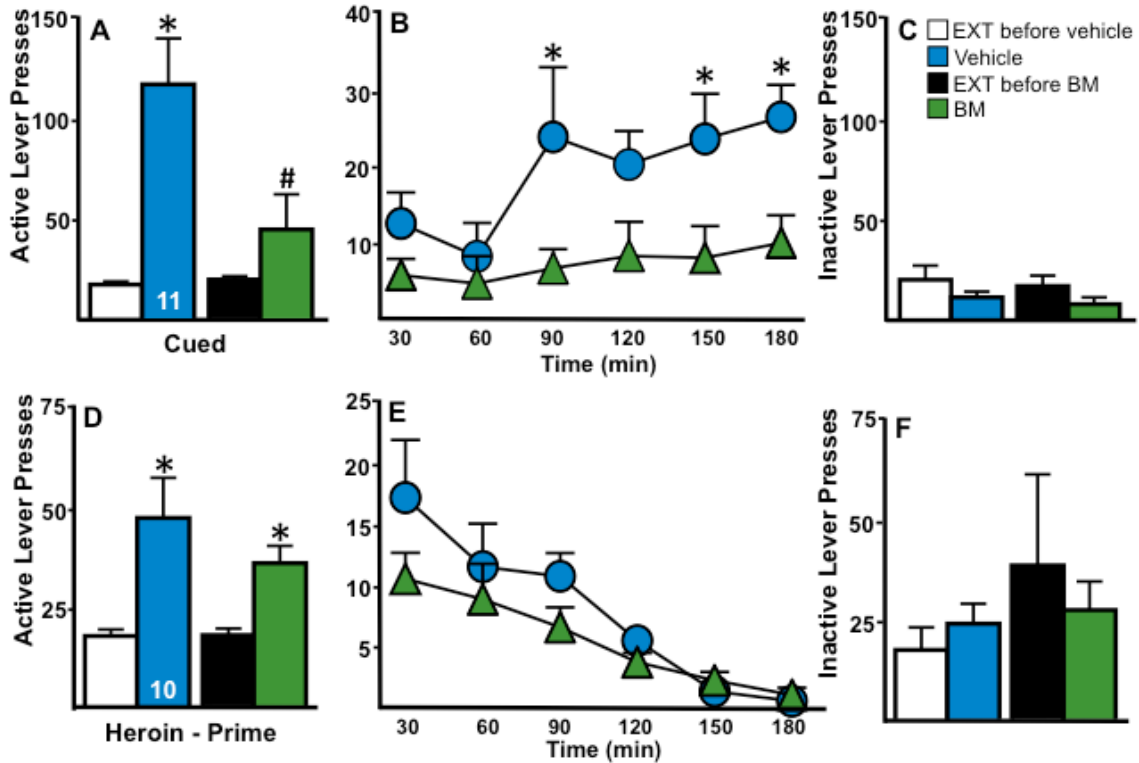 A
Active Lever Presses
150
100
50
*
#
11
Cued
B
40
30
20
10
*
*
*
30 60 90 120 150 180
Time (min)
C
Inactive Lever Presses
150
100
50
EXT before vehicle
Vehicle
EXT before BM
BM
D
Active Lever Presses
75
50
25
*
*
10
Heroin - Prime
E
25
20
15
10
5
30 60 90 120 150 180
Time (min)
F
Inactive Lever Presses
75
50
25